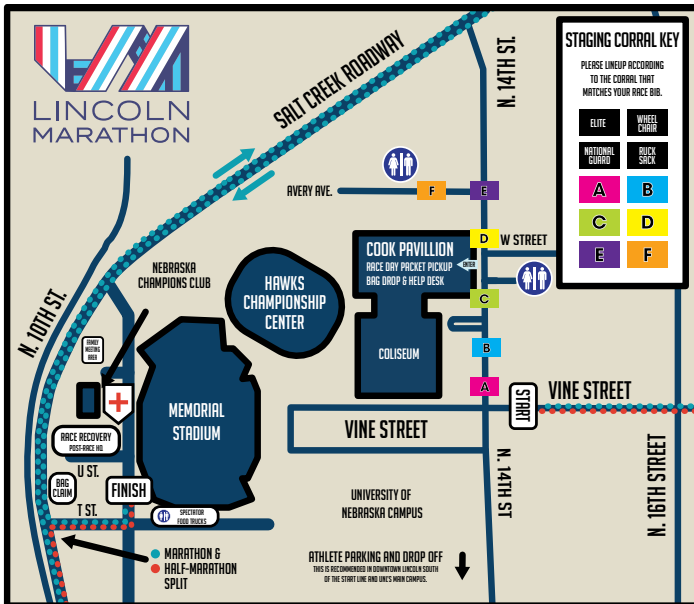 LINCOLN
MARATHON
SALT CREEK ROADWAY
N. 14TH ST.
STAGING CORRAL KEY
PLEASE LINEUP ACCORDING
TO THE CORRAL THAT
MATCHES YOUR RACE BIB.
ELITE
WHEEL
CHAIR
NATIONAL
GUARD
RUCK
SACK
A
B
C
D
E
F
AVERY AVE.
F
E
D
W STREET
COOK PAVILION
RACE DAY PACKET PICKUP
BAG DROP & HELP DESK
ENTER
C
COLISEUM
B
A
NEBRASKA
CHAMPIONS CLUB
HAWKS
CHAMPIONSHIP
CENTER
N. 10TH ST.
FAMILY
MEETING
AREA
MEMORIAL
STADIUM
START
VINE STREET
VINE STREET
RACE RECOVERY
POST-RACE HQ.
U ST.
BAG
CLAIM
FINISH
T ST.
SPECTATOR
FOOD TRUCKS
UNIVERSITY OF
NEBRASKA CAMPUS
N. 14TH ST
N. 16TH STREET
MARATHON &
HALF-MARATHON
SPLIT
ATHLETE PARKING AND DROP OFF
THIS IS RECOMMENDED IN DOWNTOWN LINCOLN SOUTH
OF THE START LINE AND UNL'S MAIN CAMPUS.